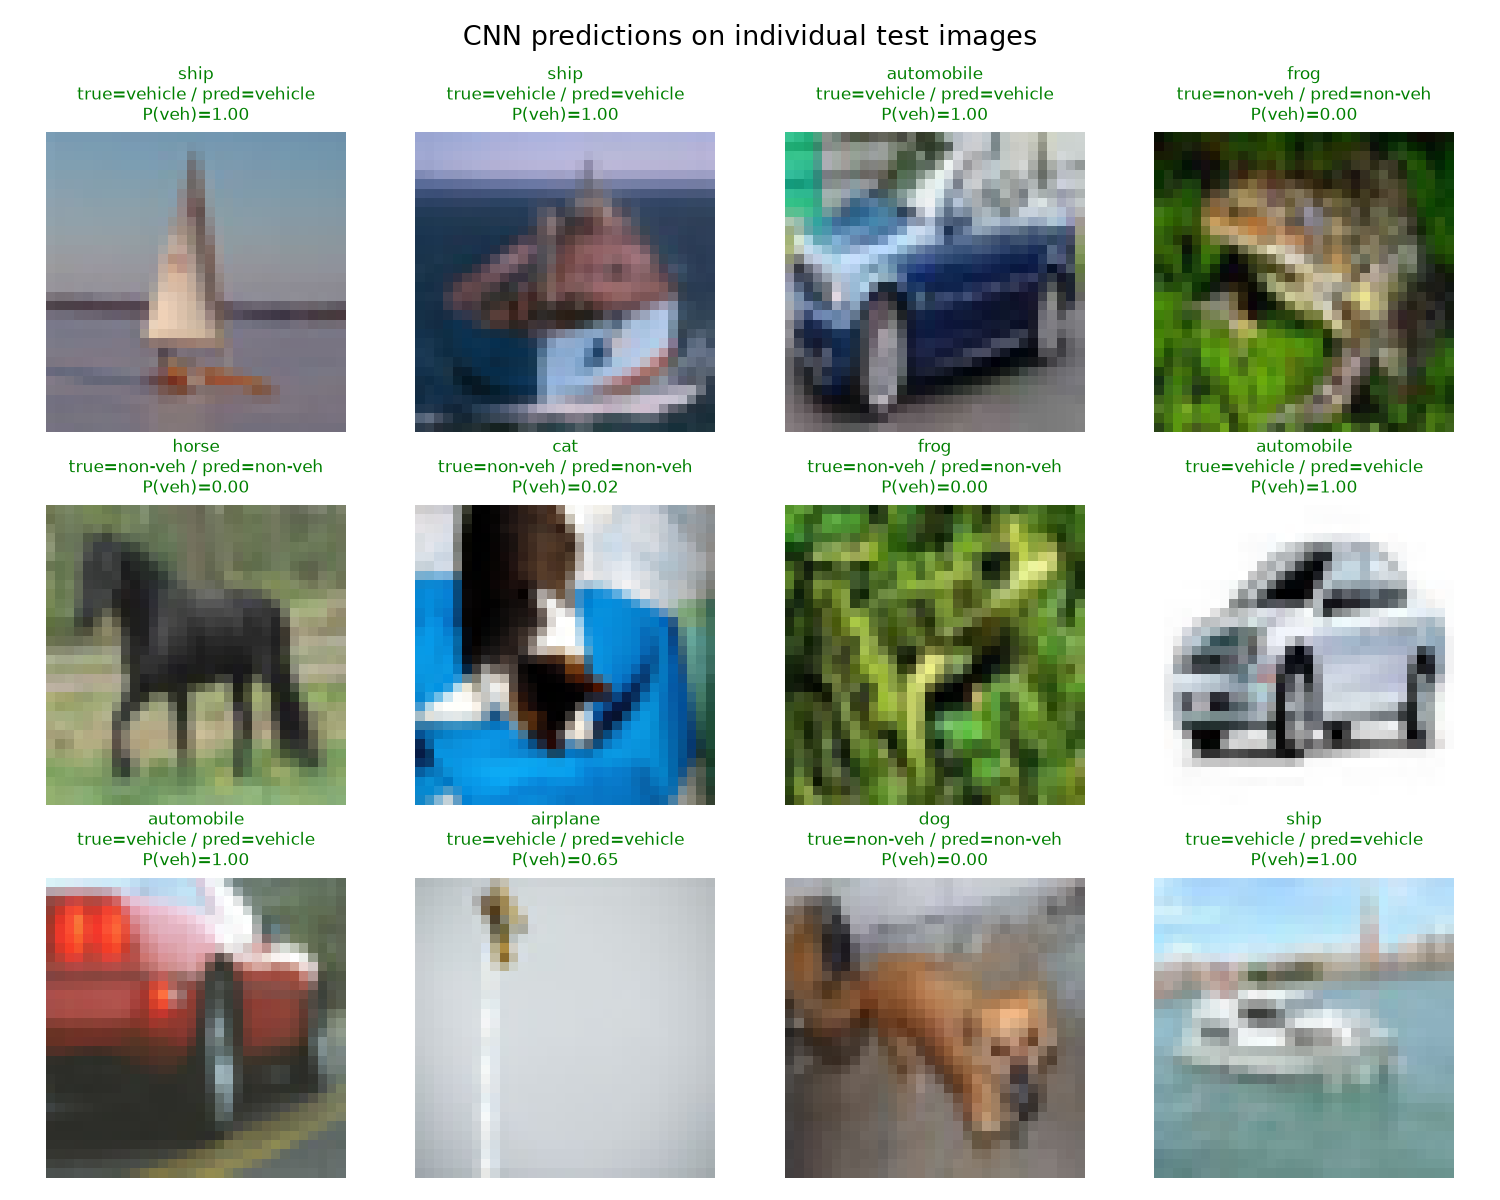 CNN predictions on individual test images
ship
true=vehicle / pred=vehicle
P(veh)=1.00
ship
true=vehicle / pred=vehicle
P(veh)=1.00
automobile
true=vehicle / pred=vehicle
P(veh)=1.00
frog
true=non-veh / pred=non-veh
P(veh)=0.00
horse
true=non-veh / pred=non-veh
P(veh)=0.00
cat
true=non-veh / pred=non-veh
P(veh)=0.02
frog
true=non-veh / pred=non-veh
P(veh)=0.00
automobile
true=vehicle / pred=vehicle
P(veh)=1.00
automobile
true=vehicle / pred=vehicle
P(veh)=1.00
airplane
true=vehicle / pred=vehicle
P(veh)=0.65
dog
true=non-veh / pred=non-veh
P(veh)=0.00
ship
true=vehicle / pred=vehicle
P(veh)=1.00